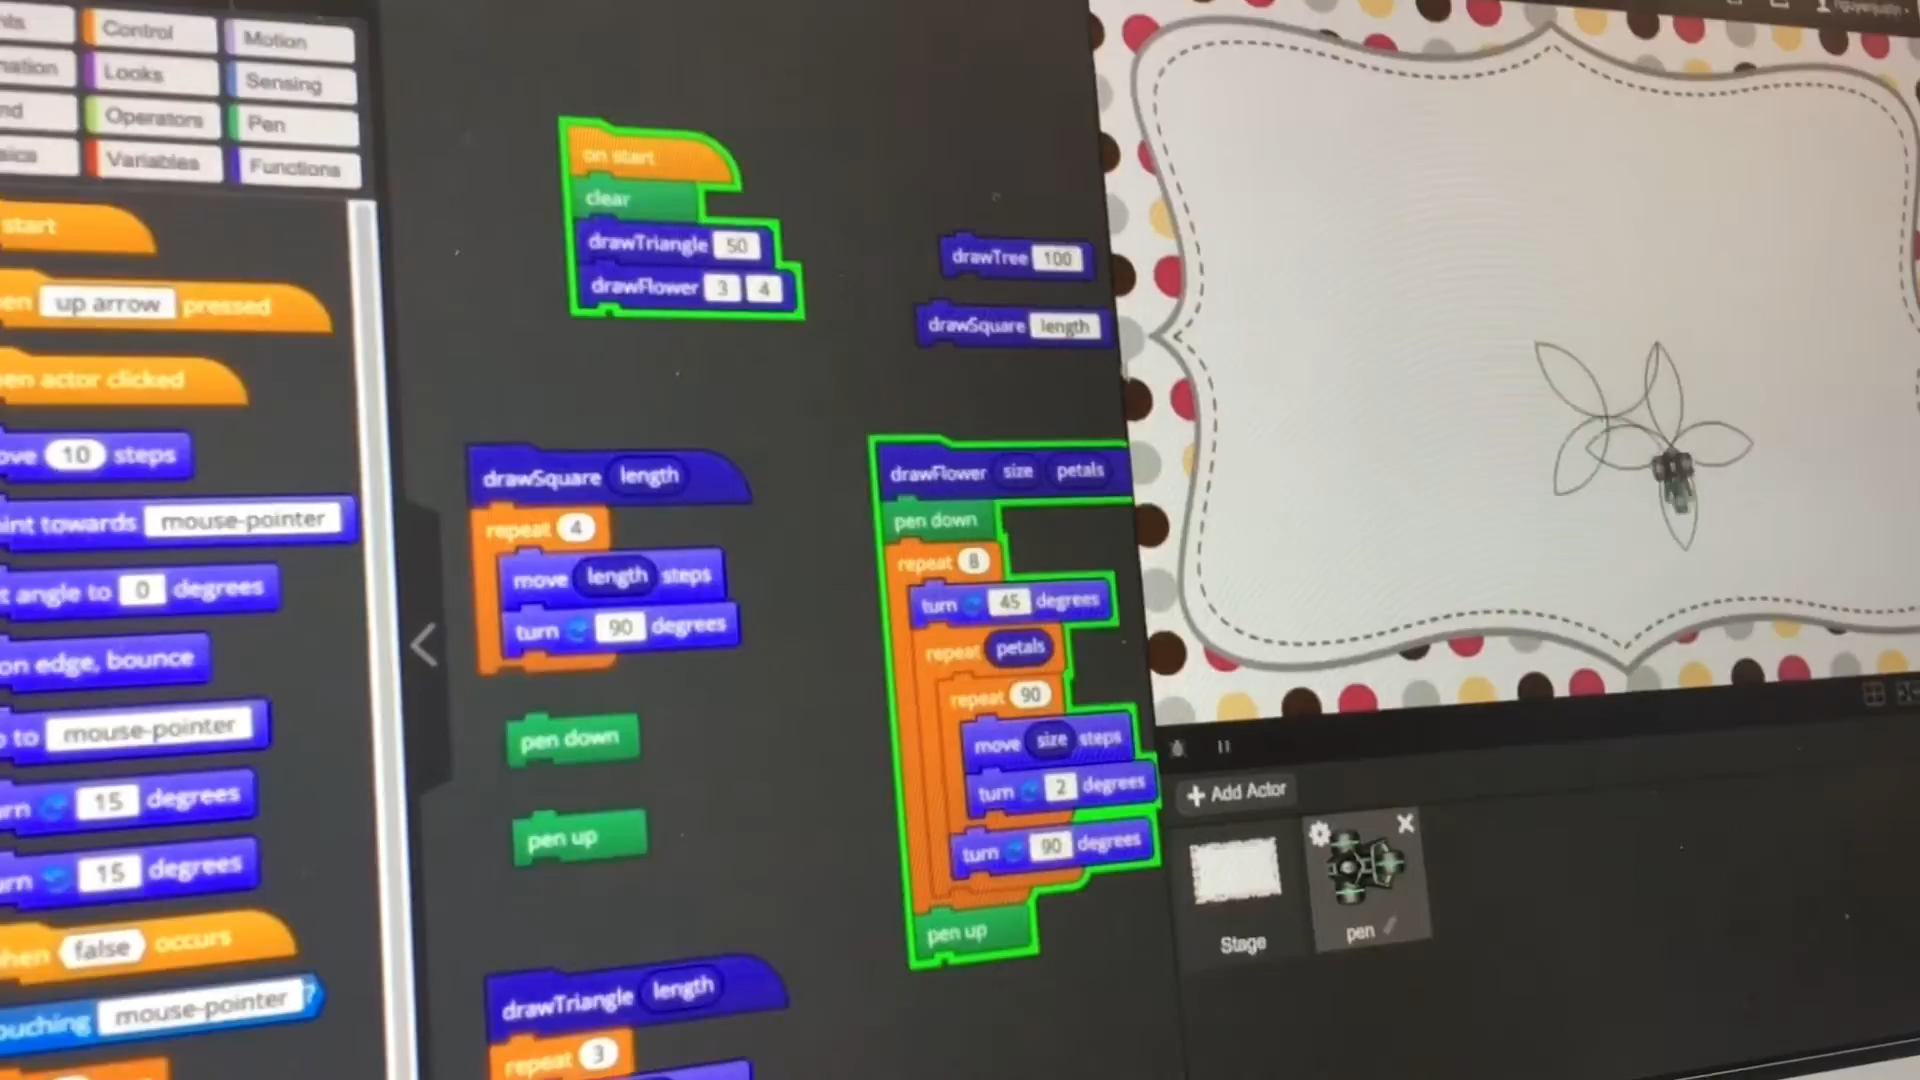 Control
Motion
Looks
Sensing
Operators
Pen
Variables
Functions
start
up arrow pressed
actor clicked
10 steps
towards mouse-pointer
angle to 0 degrees
on edge, bounce
to mouse-pointer
15 degrees
15 degrees
false occurs
mouse-pointer ?
on start
clear
drawTriangle 50
drawFlower 3 4
drawTree 100
drawSquare length
drawSquare length
repeat 4
move length steps
turn 90 degrees
pen down
pen up
drawTriangle length
repeat 3
drawFlower size petals
pen down
repeat 8
turn 45 degrees
repeat petals
repeat 90
move size steps
turn 2 degrees
turn 90 degrees
pen up
+ Add Actor
Stage
pen